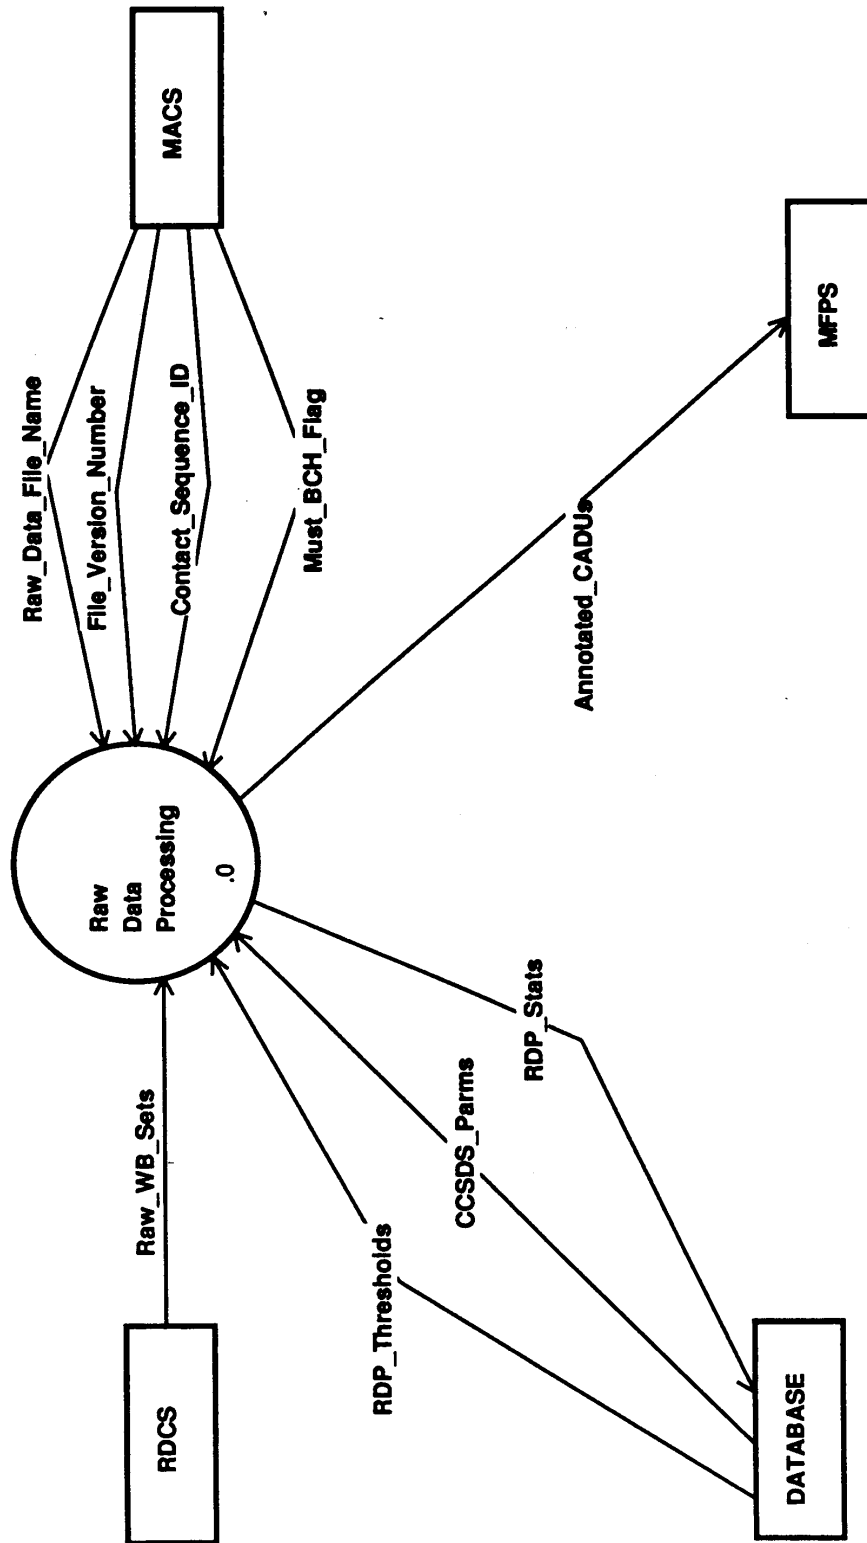 RDCS
Raw_WB_Sets
Raw
Data
Processing
.0
Raw_Data_File_Name
File_Version_Number
Contact_Sequence_ID
Must_BCH_Flag
MACS
RDP_Thresholds
CCSDS_Parms
RDP_Stats
Annotated_CADUs
DATABASE
MFPS